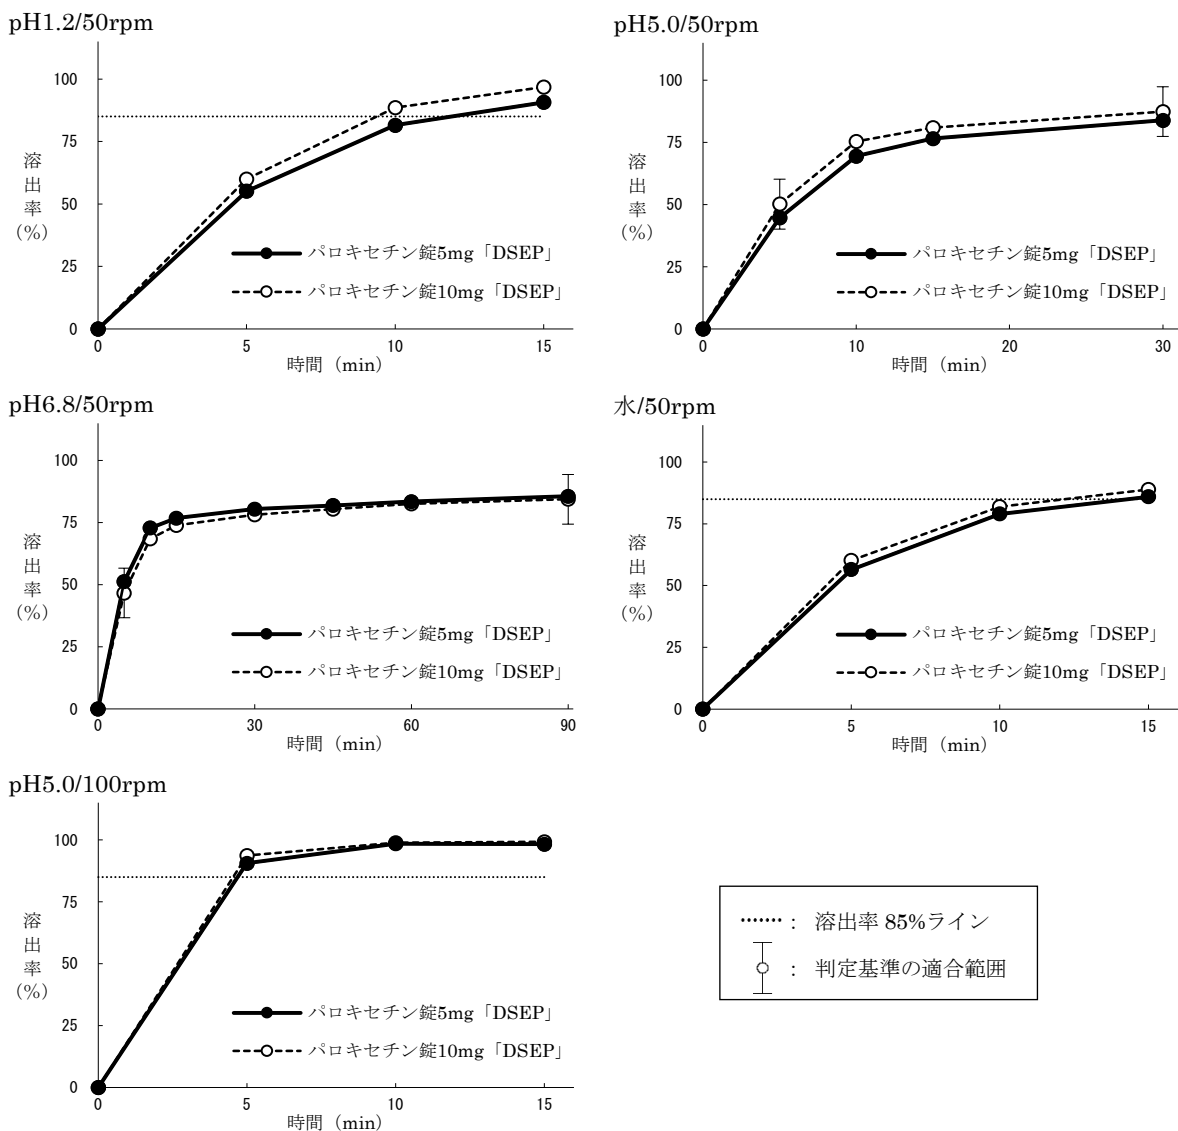 pH1.2/50rpm
100
75
50
25
0
溶出率(%)
パロキセチン錠5mg「DSEP」
パロキセチン錠10mg「DSEP」
0 5 10 15
時間 (min)
pH5.0/50rpm
100
75
50
25
0
溶出率(%)
パロキセチン錠5mg「DSEP」
パロキセチン錠10mg「DSEP」
0 10 20 30
時間 (min)
pH6.8/50rpm
100
75
50
25
0
溶出率(%)
パロキセチン錠5mg「DSEP」
パロキセチン錠10mg「DSEP」
0 30 60 90
時間 (min)
水/50rpm
100
75
50
25
0
溶出率(%)
パロキセチン錠5mg「DSEP」
パロキセチン錠10mg「DSEP」
0 5 10 15
時間 (min)
pH5.0/100rpm
100
75
50
25
0
溶出率(%)
パロキセチン錠5mg「DSEP」
パロキセチン錠10mg「DSEP」
0 5 10 15
時間 (min)
： 溶出率 85%ライン
： 判定基準の適合範囲